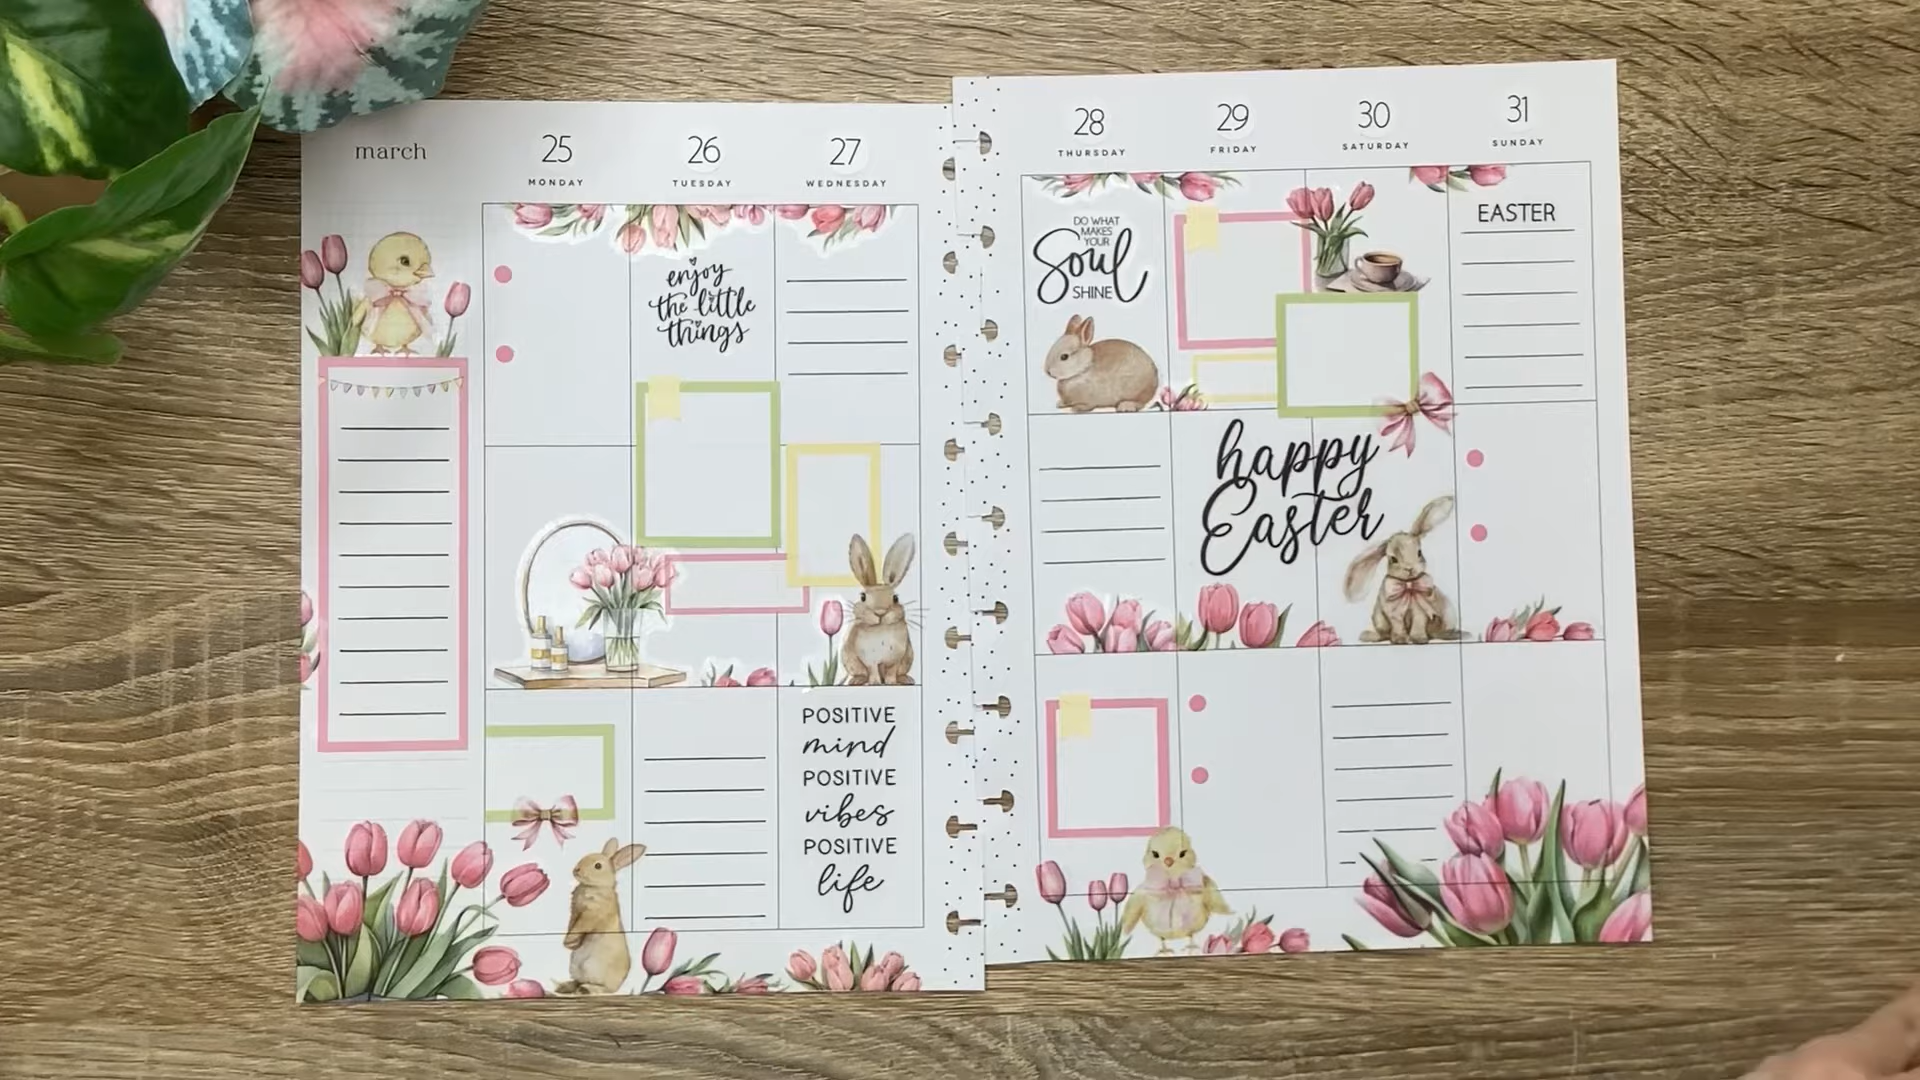 march
25
MONDAY
26
TUESDAY
27
WEDNESDAY
enjoy
the little
things
POSITIVE
mind
POSITIVE
vibes
POSITIVE
life
28
THURSDAY
29
FRIDAY
30
SATURDAY
31
SUNDAY
DO WHAT
MAKES
YOUR
Soul
SHINE
EASTER
happy
Easter